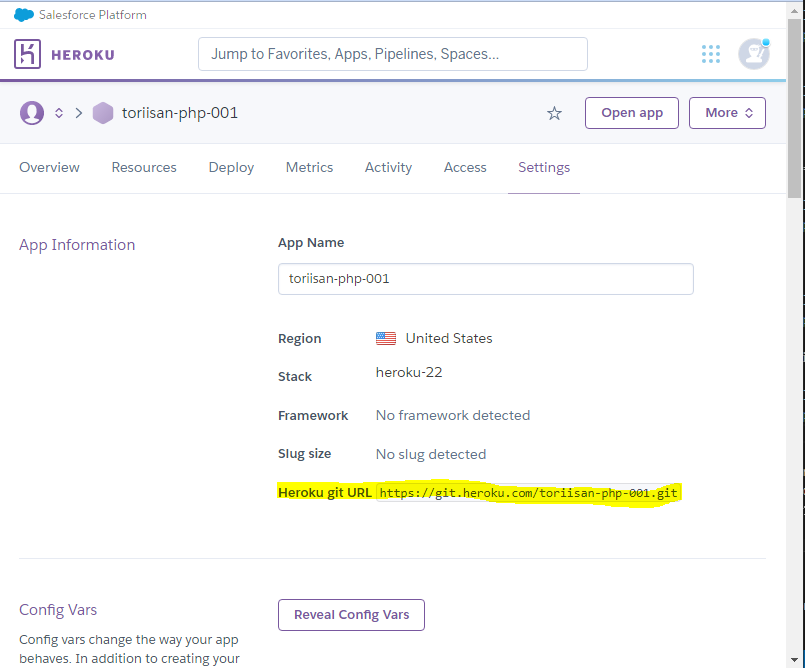 Salesforce Platform
HEROKU
Jump to Favorites, Apps, Pipelines, Spaces...
toriisan-php-001
Open app
More
Overview Resources Deploy Metrics Activity Access Settings
App Information
App Name
toriisan-php-001
Region United States
Stack heroku-22
Framework No framework detected
Slug size No slug detected
Heroku git URL https://git.heroku.com/toriisan-php-001.git
Config Vars
Reveal Config Vars
Config vars change the way your app
behaves. In addition to creating your